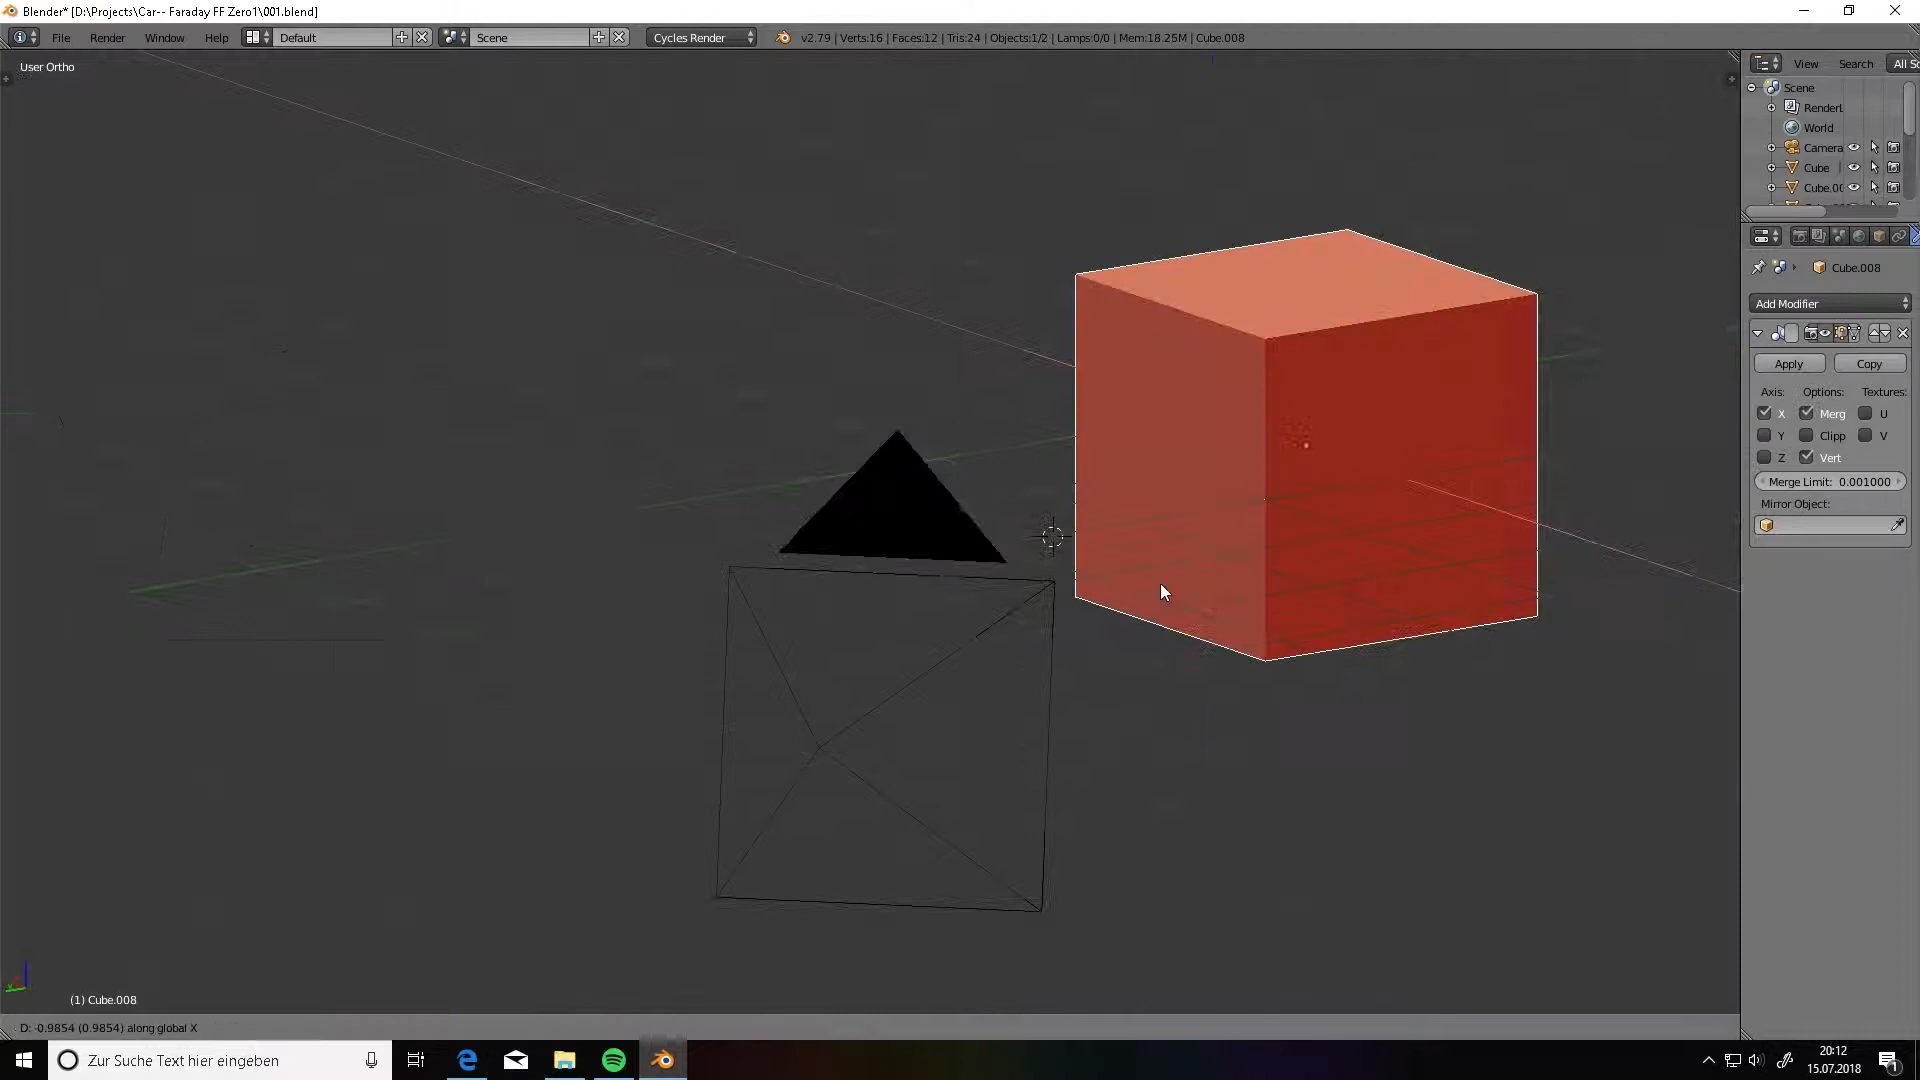 Blender* [D:\Projects\Car-- Faraday FF Zero1\001.blend]
File Render Window Help Default Scene Cycles Render v2.79 | Verts:16 | Faces:12 | Tris:24 | Objects:1/2 | Lamps:0/0 | Mem:18.25M | Cube.008
User Ortho
View Search All Sc
Scene
RenderL
World
Camera
Cube
Cube.00
Cube.008
Add Modifier
Apply Copy
Axis: Options: Textures:
X Merg U
Y Clipp V
Z Vert
Merge Limit: 0.001000
Mirror Object:
(1) Cube.008
D: -0.9854 (0.9854) along global X
Zur Suche Text hier eingeben
20:12
15.07.2018
1